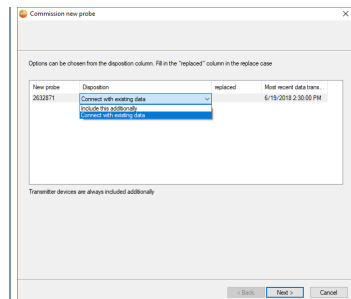 Commission new probe
Options can be chosen from the disposition column. Fill in the "replaced" column in the replace case
New probe Disposition replaced Most recent data trans...
2632871 Connect with existing data 6/19/2018 2:30:00 PM
Include this additionally
Connect with existing data
Transmitter devices are always included additionally
< Back Next > Cancel